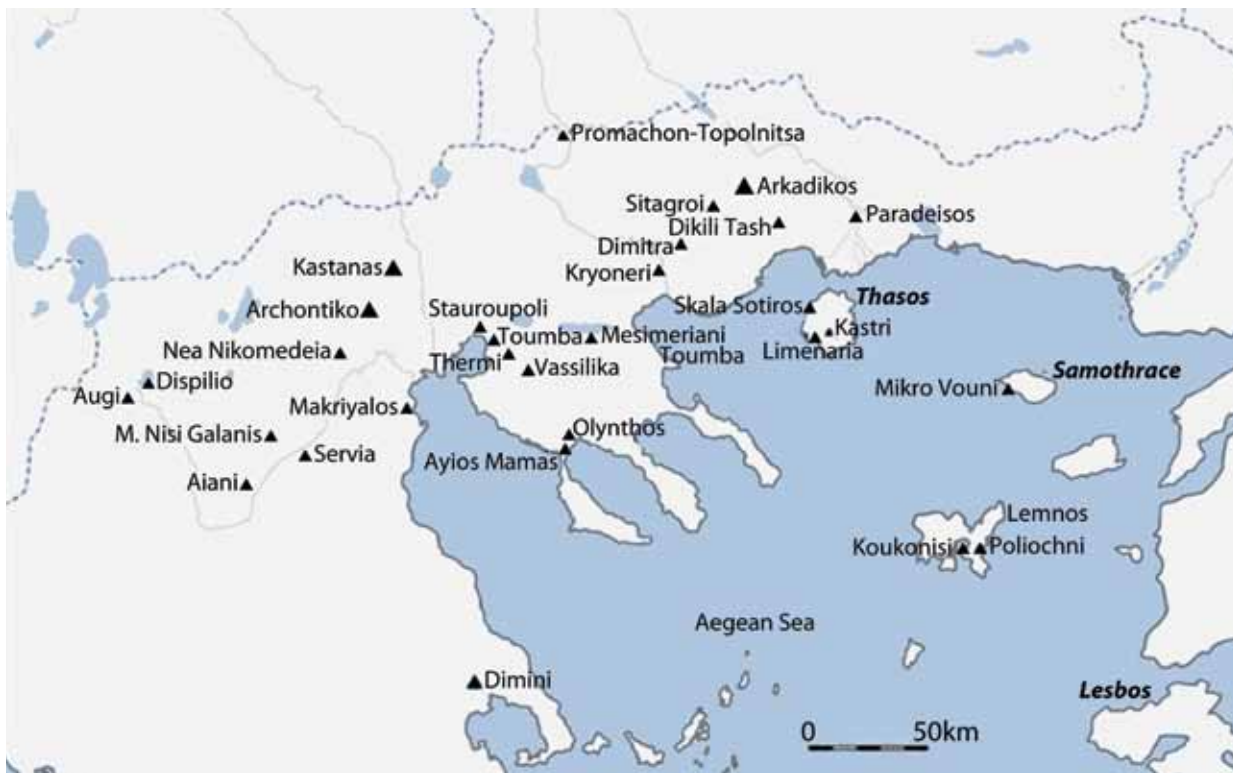 Promachon-Topolnitsa
Arkadikos
Sitagroi
Paradeisos
Dikili Tash
Dimitra
Kastanas
Kryoneri
Thasos
Archontiko
Skala Sotiros
Stauroupoli
Kastri
Toumba
Mesimeriani
Toumba
Limenaria
Nea Nikomedeia
Thermi
Vassilika
Samothrace
Dispilio
Mikro Vouni
Augi
Makriyalos
M. Nisi Galanis
Olynthos
Servia
Ayios Mamas
Aiani
Lemnos
Koukonisi
Poliochni
Aegean Sea
Dimini
Lesbos
0 50km